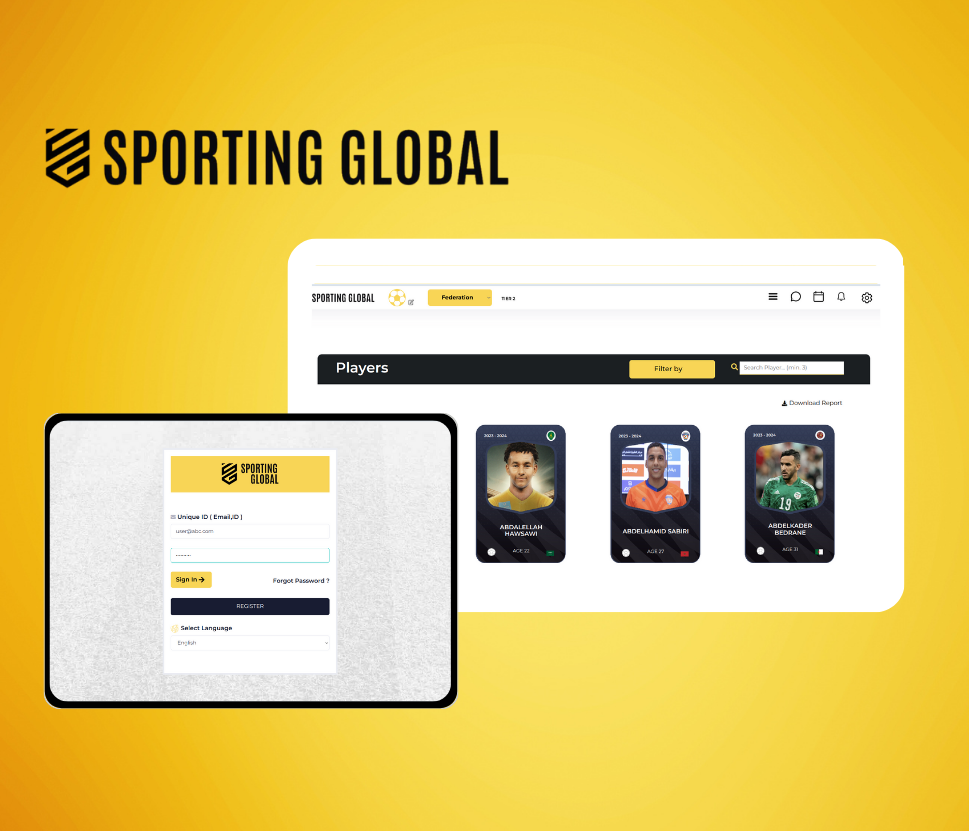 SPORTING GLOBAL
SPORTING GLOBAL
Federation
TIER 2
Players
Filter by
Search Player... (min. 3)
Download Report
2023 - 2024
2023 - 2024
2023 - 2024
19
ABDALELLAH
HAWSAWI
ABDELHAMID SABIRI
ABDELKADER
BEDRANE
AGE 22
AGE 27
AGE 31
SPORTING
GLOBAL
Unique ID ( Email,ID )
user@abc.com
Sign In
Forgot Password ?
REGISTER
Select Language
English